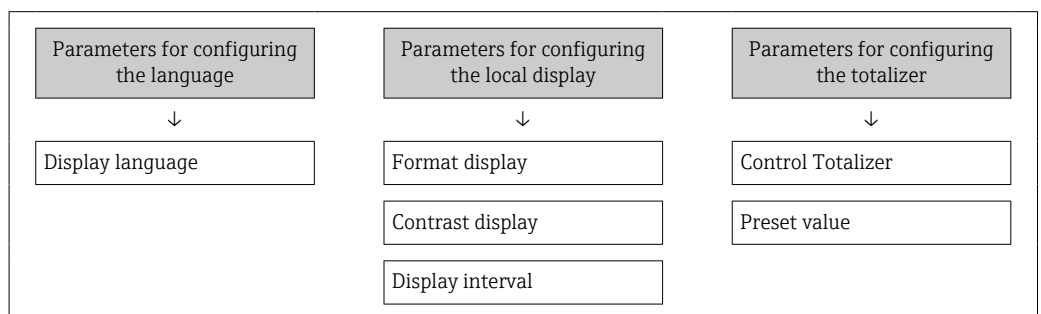 Parameters for configuring
the language
↓
Display language
Parameters for configuring
the local display
↓
Format display
Contrast display
Display interval
Parameters for configuring
the totalizer
↓
Control Totalizer
Preset value